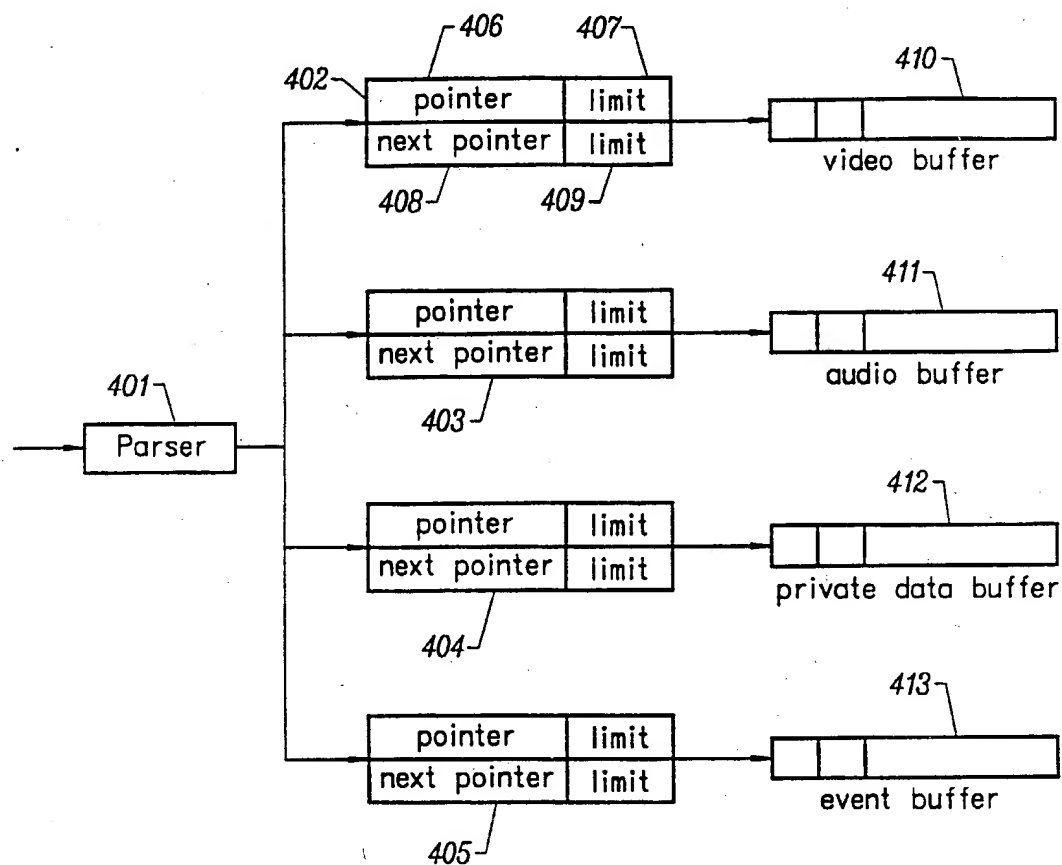 406
407
402
pointer
limit
next pointer
limit
408
409
410
video buffer
pointer
limit
next pointer
limit
403
411
audio buffer
401
Parser
pointer
limit
next pointer
limit
404
412
private data buffer
pointer
limit
next pointer
limit
405
413
event buffer